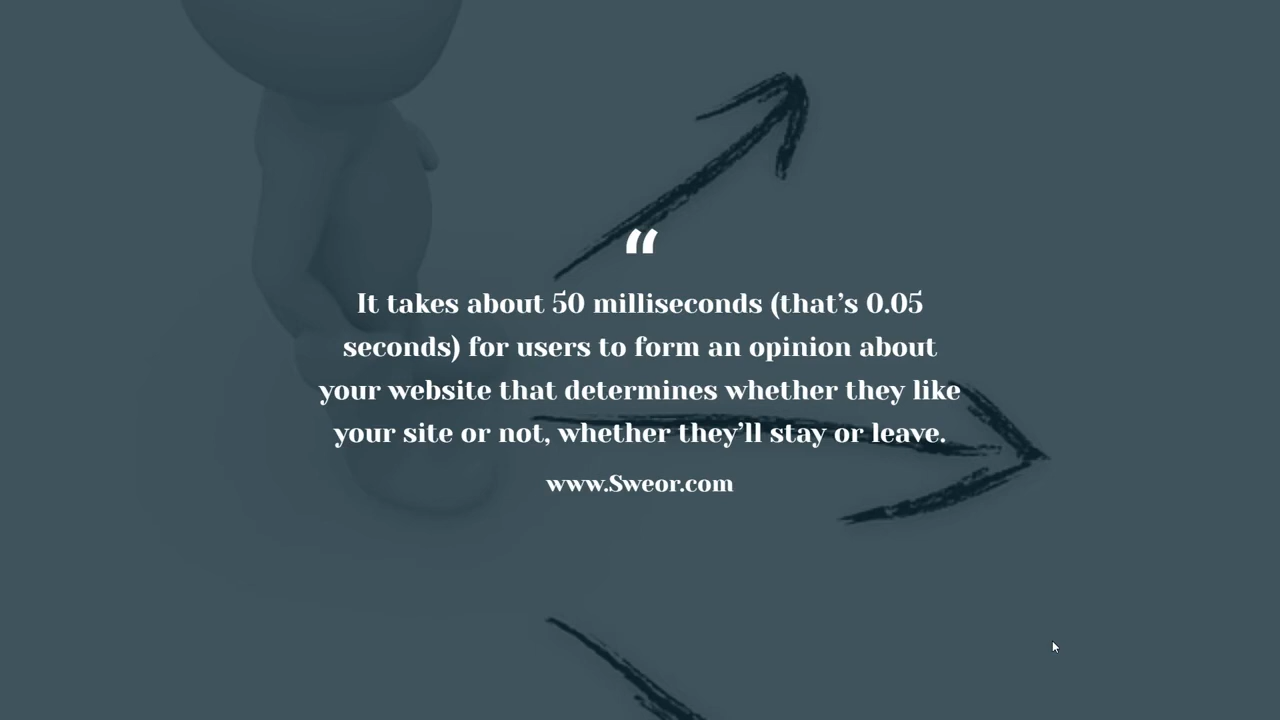 “
It takes about 50 milliseconds (that’s 0.05
seconds) for users to form an opinion about
your website that determines whether they like
your site or not, whether they’ll stay or leave.
www.Sweor.com